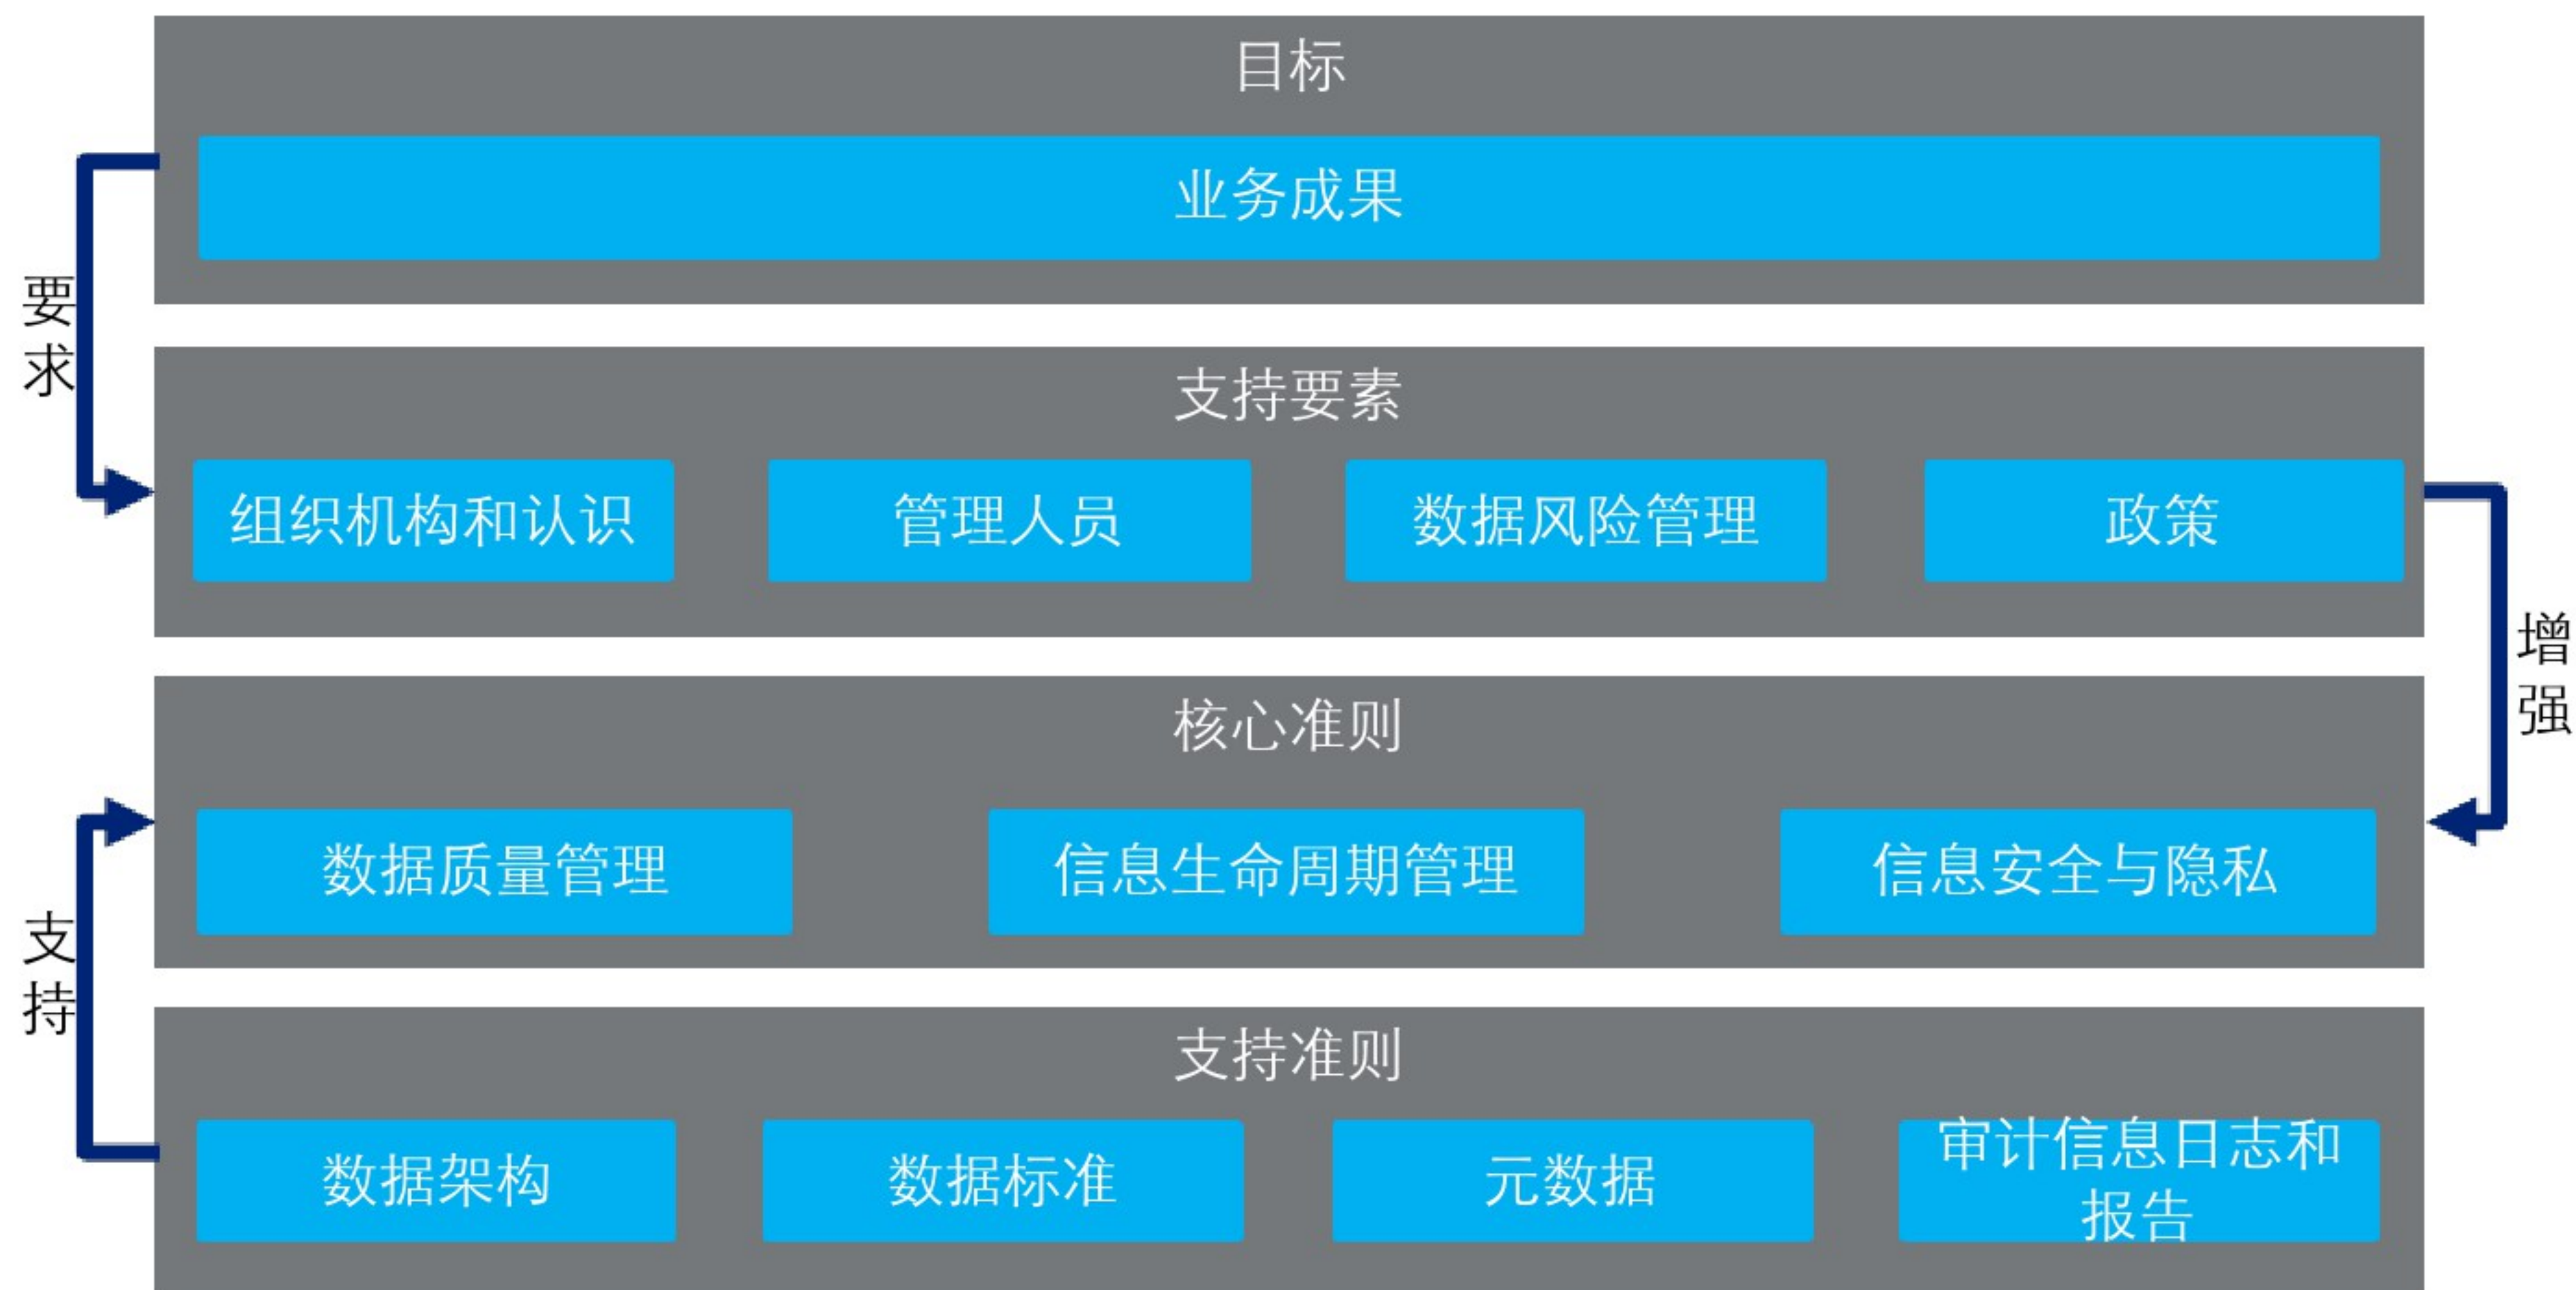 目标
业务成果
要
求
支持要素
组织机构和认识
管理人员
数据风险管理
政策
增
强
核心准则
数据质量管理
信息生命周期管理
信息安全与隐私
支
持
支持准则
数据架构
数据标准
元数据
审计信息日志和
报告